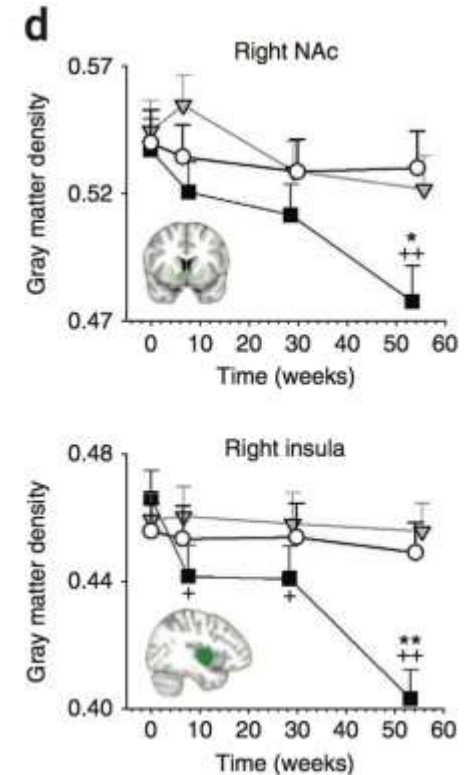 d
Right NAc
Gray matter density
0.57
0.52
0.47
*
++
0 10 20 30 40 50 60
Time (weeks)
Right insula
Gray matter density
0.48
0.44
0.40
+
+
**
++
0 10 20 30 40 50 60
Time (weeks)